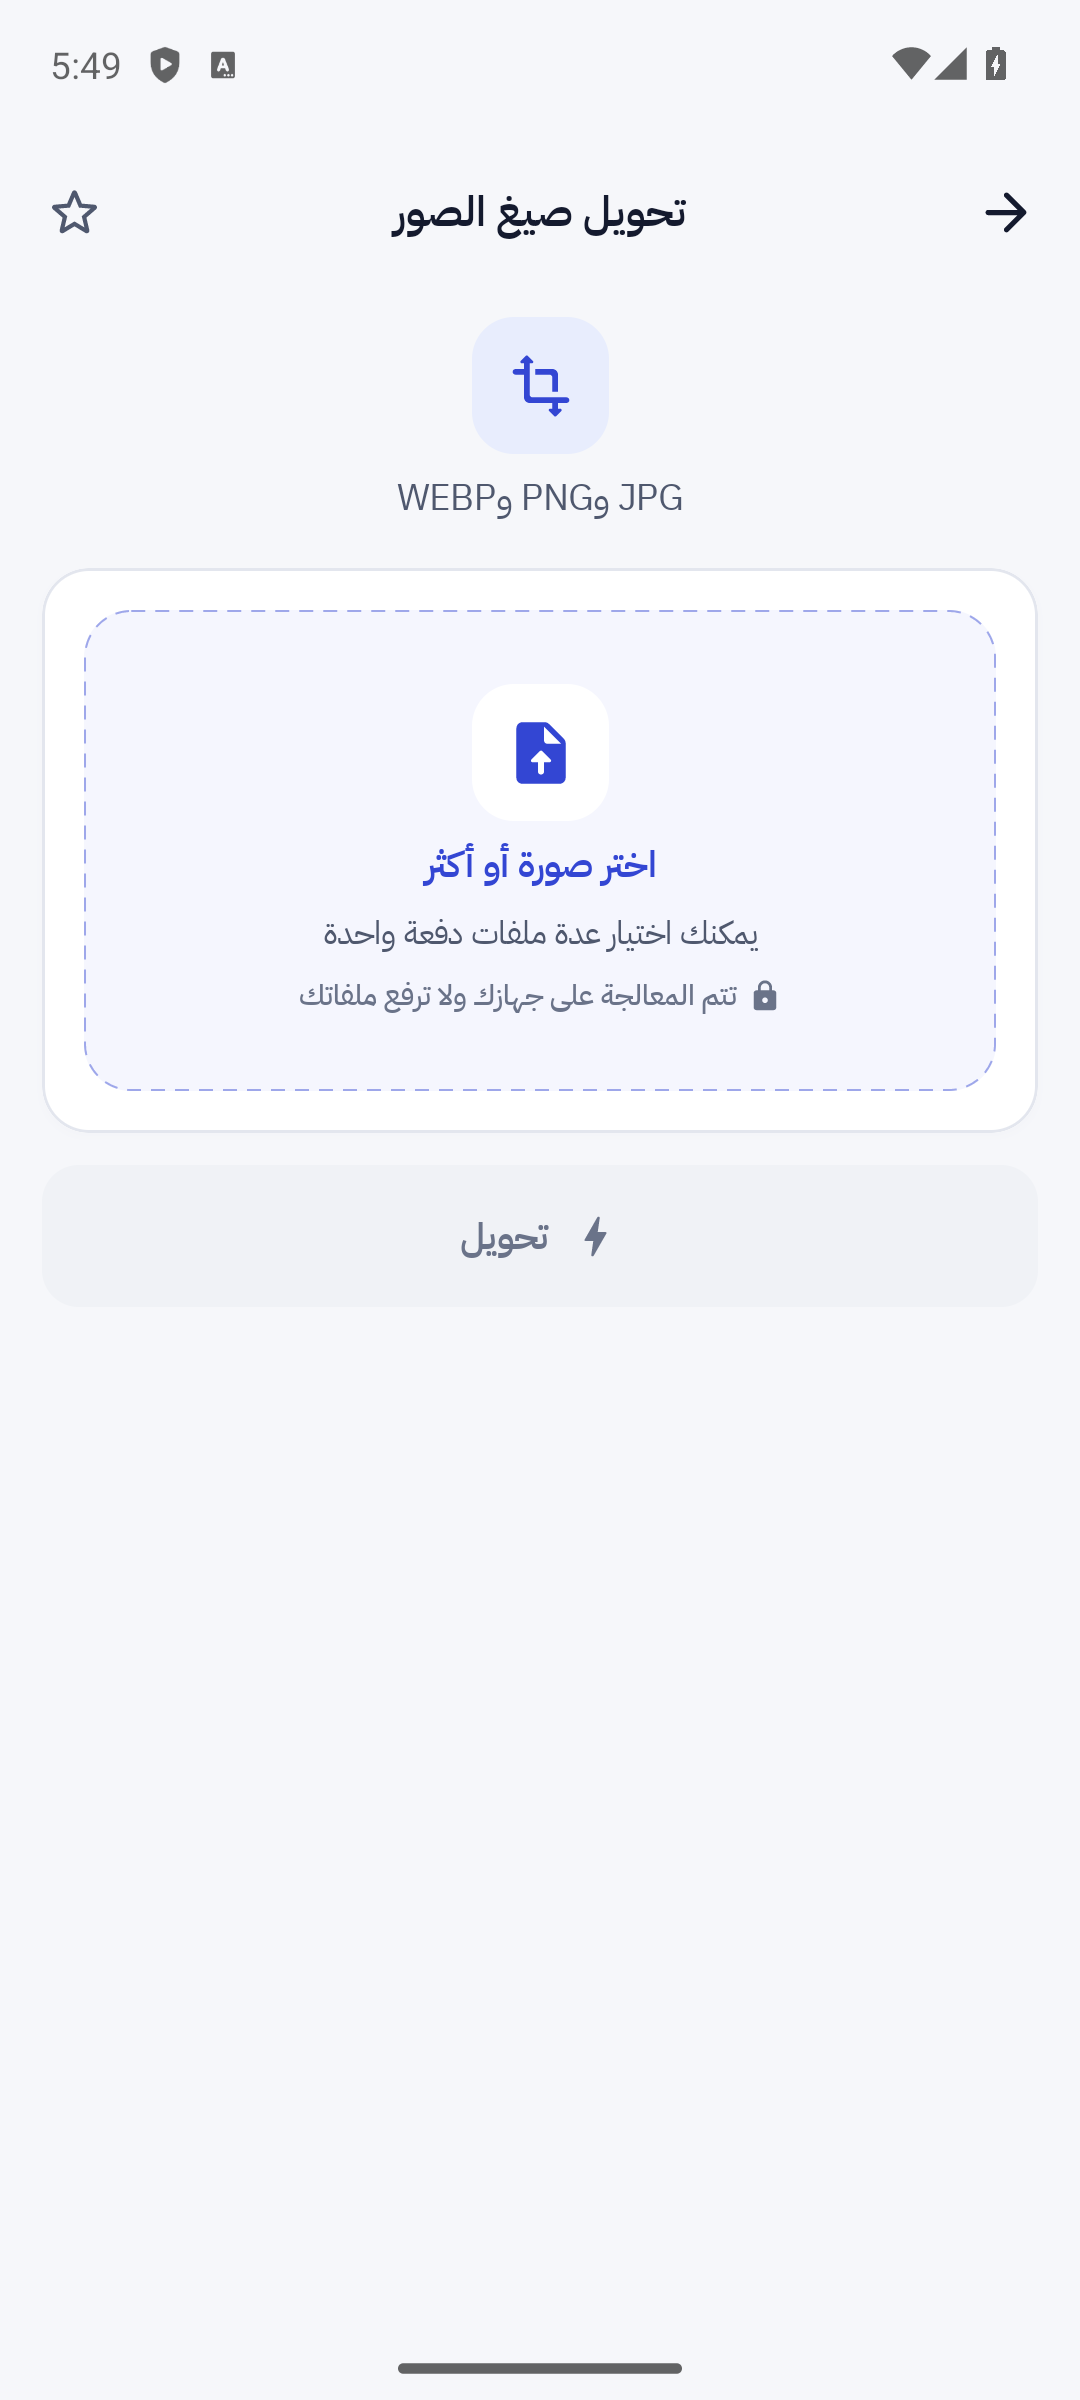 5:49
تحويل صيغ الصور
JPG وPNG وWEBP
اختر صورة أو أكثر
يمكنك اختيار عدة ملفات دفعة واحدة
تتم المعالجة على جهازك ولا ترفع ملفاتك
تحويل